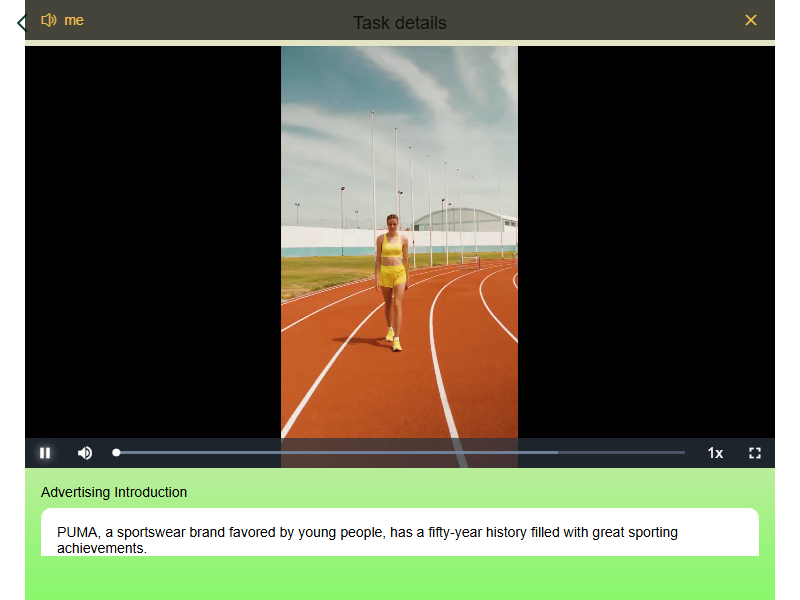 me
Task details
1x
Advertising Introduction
PUMA, a sportswear brand favored by young people, has a fifty-year history filled with great sporting
achievements.